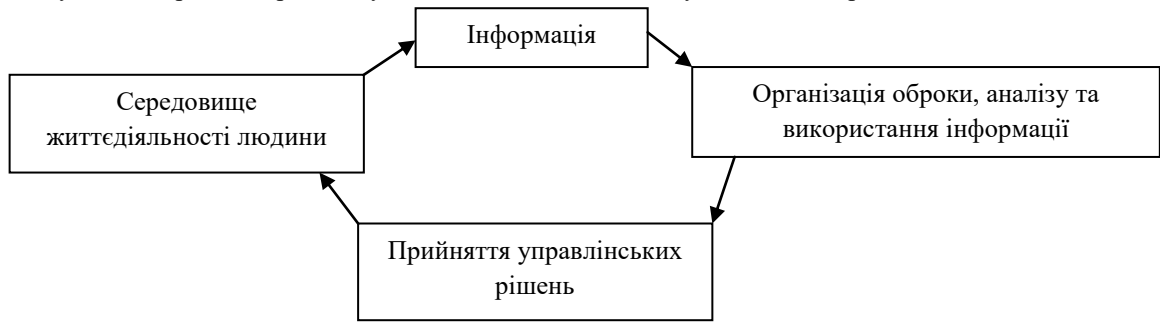 Інформація
Середовище
життєдіяльності людини
Організація оброки, аналізу та
використання інформації
Прийняття управлінських
рішень